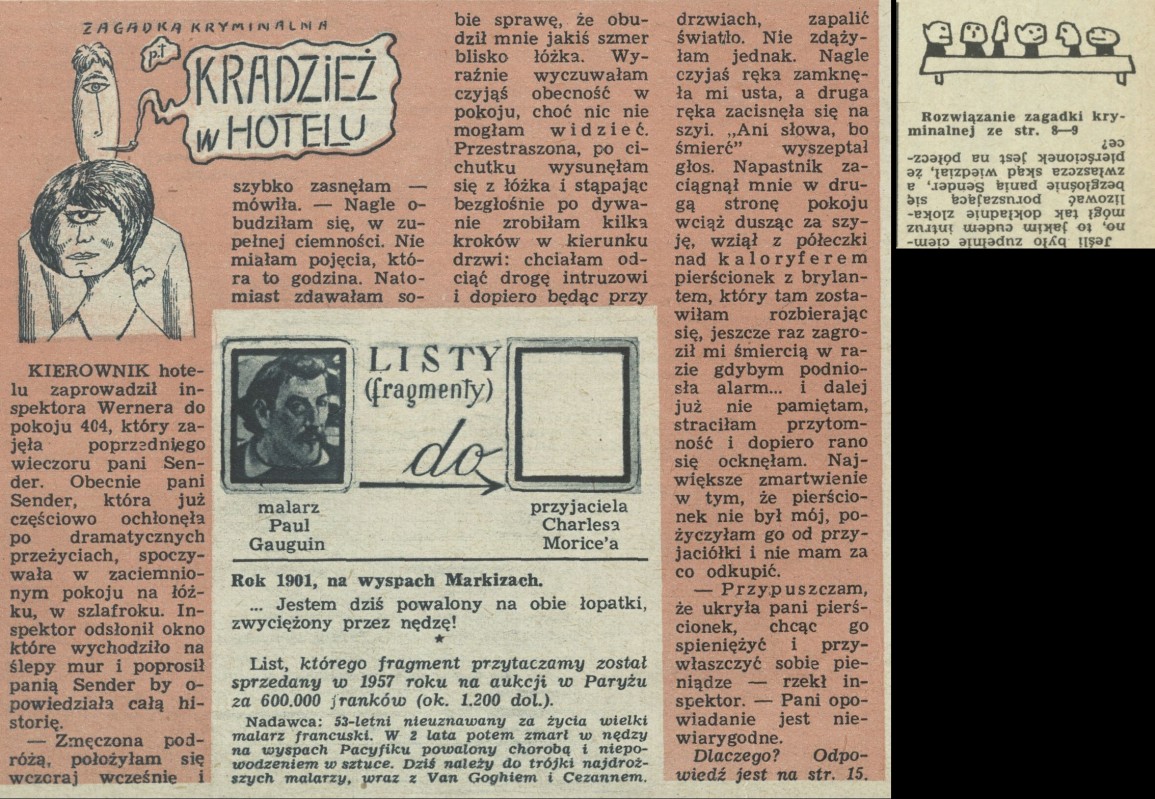 ZAGADKA KRYMINALNA
p.t
KRADZIEŻ
w HOTELU
KIEROWNIK hote-
lu zaprowadził in-
spektora Wernera do
pokoju 404, który za-
jęła poprzedniego
wieczoru pani Sen-
der. Obecnie pani
Sender, która już
częściowo ochłonęła
po dramatycznych
przeżyciach, spoczy-
wała w zaciemnio-
nym pokoju na łóż-
ku, w szlafroku. In-
spektor odsłonił okno
które wychodziło na
ślepy mur i poprosił
panią Sender by o-
powiedziała całą hi-
storię.
— Zmęczona pod-
różą, położyłam się
wczoraj wcześnie i
szybko zasnęłam —
mówiła. — Nagle o-
budziłam się, w zu-
pełnej ciemności. Nie
miałam pojęcia, któ-
ra to godzina. Nato-
miast zdawałam so-
bie sprawę, że obu-
dził mnie jakiś szmer
blisko łóżka. Wy-
raźnie wyczuwałam
czyjąś obecność w
pokoju, choć nic nie
mogłam widzieć.
Przestraszona, po ci-
chutku wysunęłam
się z łóżka i stąpając
bezgłośnie po dywa-
nie zrobiłam kilka
kroków w kierunku
drzwi: chciałam od-
ciąć drogę intruzowi
i dopiero będąc przy
drzwiach, zapalić
światło. Nie zdąży-
łam jednak. Nagle
czyjaś ręka zamknę-
ła mi usta, a druga
ręka zacisnęła się na
szyi. „Ani słowa, bo
śmierć” wyszeptał
głos. Napastnik za-
ciągnął mnie w dru-
gą stronę pokoju
wciąż dusząc za szy-
ję, wziął z półeczki
nad kaloryferem
pierścionek z brylan-
tem, który tam zosta-
wiłam rozbierając
się, jeszcze raz zagro-
ził mi śmiercią w ra-
zie gdybym podnio-
sła alarm... i dalej
już nie pamiętam,
straciłam przytom-
ność i dopiero rano
się ocknęłam. Naj-
większe zmartwienie
w tym, że pierścio-
nek nie był mój, po-
życzyłam go od przy-
jaciółki i nie mam za
co odkupić.
— Przypuszczam,
że ukryła pani pierś-
cionek, chcąc go
spieniężyć i przy-
właszczyć sobie pie-
niądze — rzekł in-
spektor. — Pani opo-
wiadanie jest nie-
wiarygodne.
Dlaczego? Odpo-
wiedź jest na str. 15.
LISTY
(fragmenty)
do
malarz
Paul
Gauguin
przyjaciela
Charlesa
Morice'a
Rok 1901, na wyspach Markizach.
... Jestem dziś powalony na obie łopatki,
zwyciężony przez nędzę!
★
List, którego fragment przytaczamy został
sprzedany w 1957 roku na aukcji w Paryżu
za 600.000 franków (ok. 1.200 dol.).
Nadawca: 53-letni nieuznawany za życia wielki
malarz francuski. W 2 lata potem zmarł w nędzy
na wyspach Pacyfiku powalony chorobą i niepo-
wodzeniem w sztuce. Dziś należy do trójki najdroż-
szych malarzy, wraz z Van Goghiem i Cezannem.
Rozwiązanie zagadki kry-
minalnej ze str. 8—9
Jeśli było zupełnie ciem-
no, to jakim cudem intruz
mógł tak dokładnie zloka-
lizować poruszającą się
bezgłośnie panią Sender, a
zwłaszcza skąd wiedział, że
pierścionek jest na półecz-
ce?